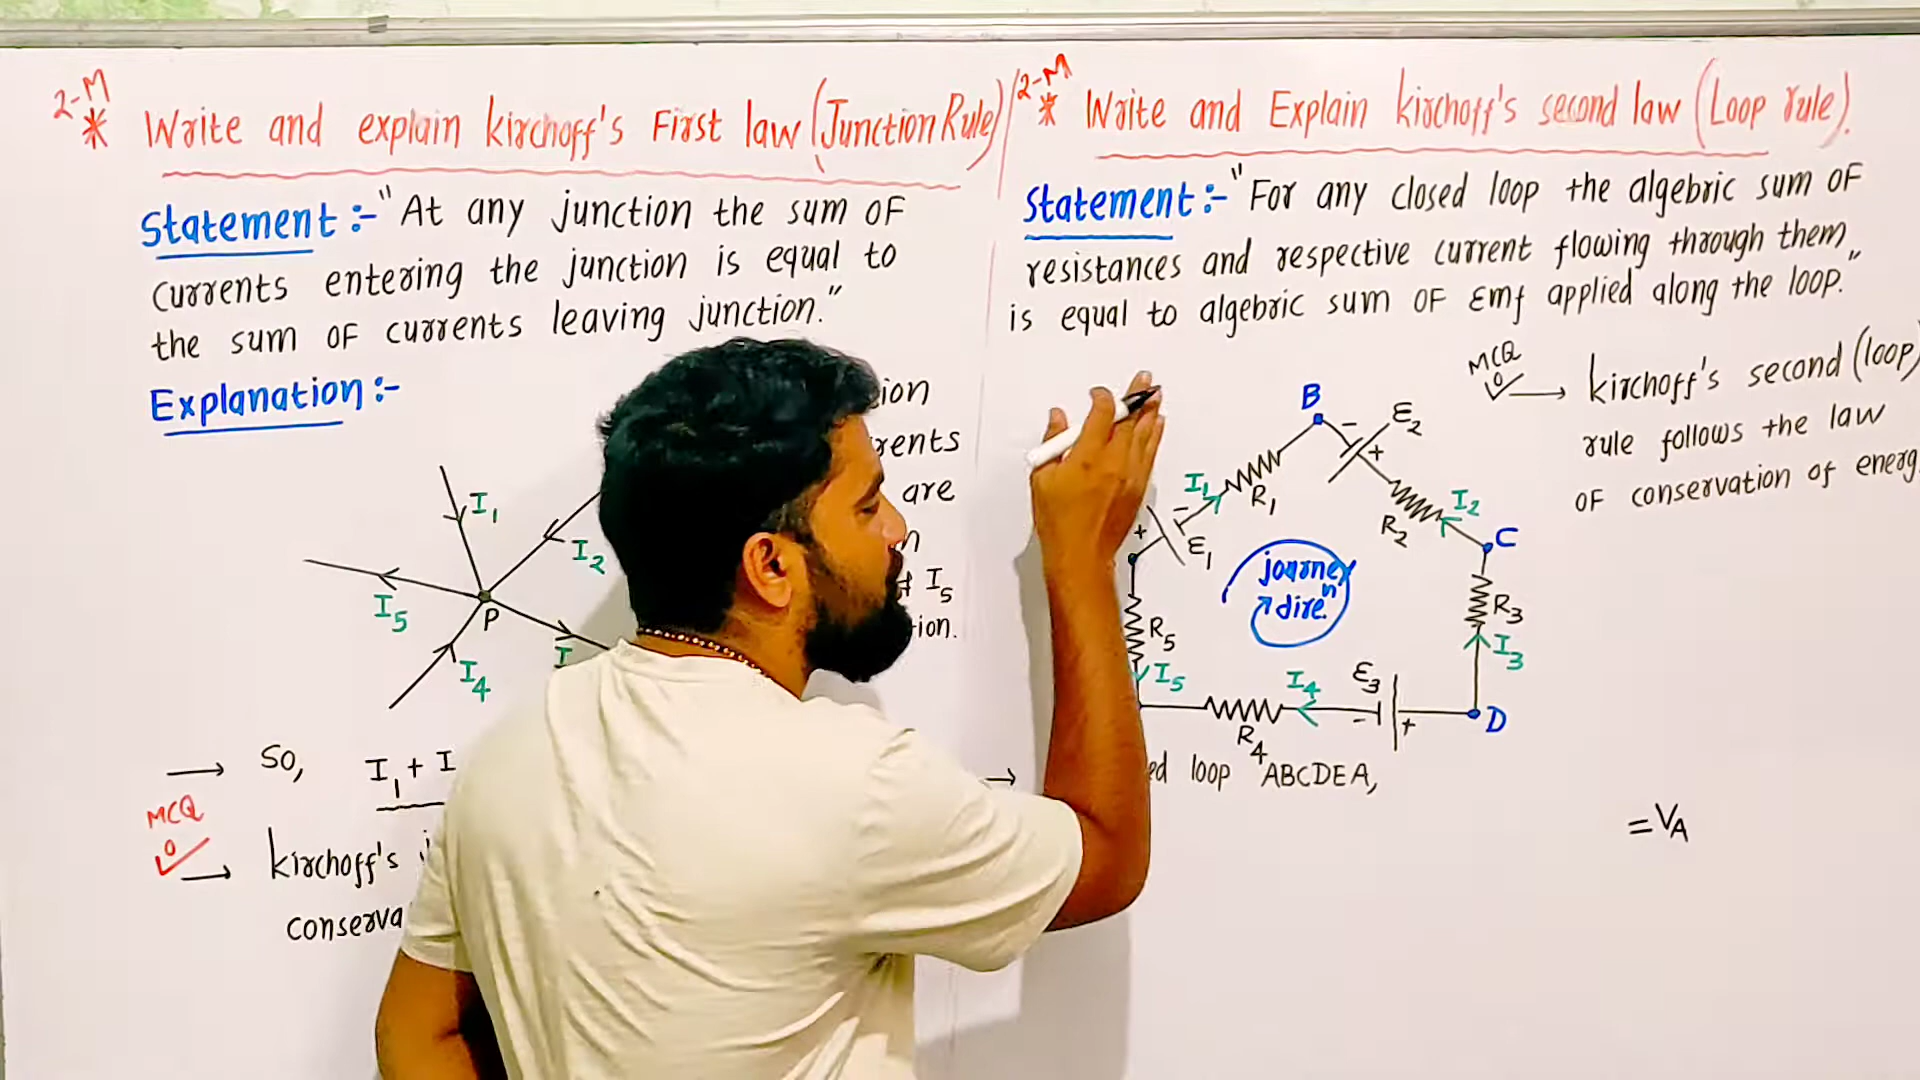 2-M
* Write and explain kirchoff's First law (Junction Rule)
Statement :- "At any junction the sum of
currents entering the junction is equal to
the sum of currents leaving junction."
Explanation :-
I1
I2
I5
P
I4
I
I5
are
→ So, I1 + I
MCQ
→ kirchoff's
2-M
* Write and Explain kirchoff's second law (Loop rule).
Statement :- "For any closed loop the algebric sum of
resistances and respective current flowing through them
is equal to algebric sum of Emf applied along the loop."
MCQ
→ kirchoff's second (loop)
rule follows the law
of conservation of energ
B
- ε2
+
I1
R1
R2
I2
C
+ -
ε1
journey
dire.n
R3
I3
R5
I5
I4
ε3
- +
R4
D
→ loop ABCDEA,
= VA